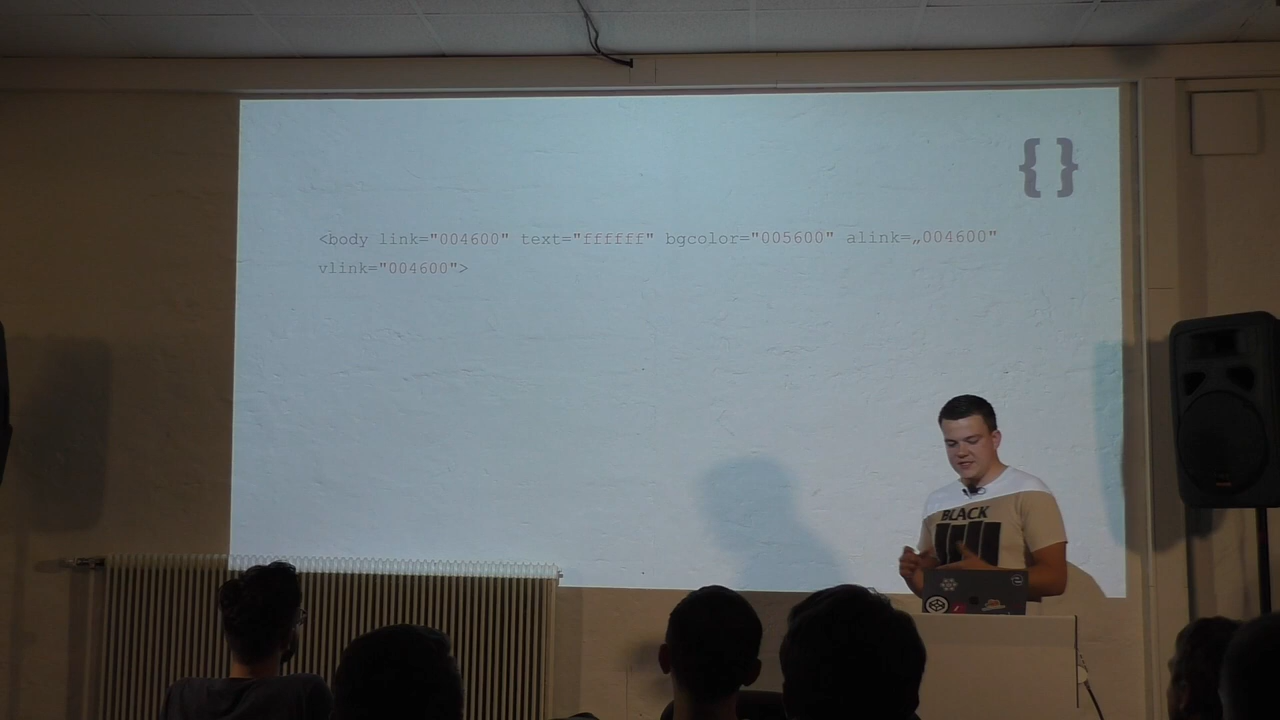 {}
<body link="004600" text="ffffff" bgcolor="005600" alink=„004600"
vlink="004600">
BLACK